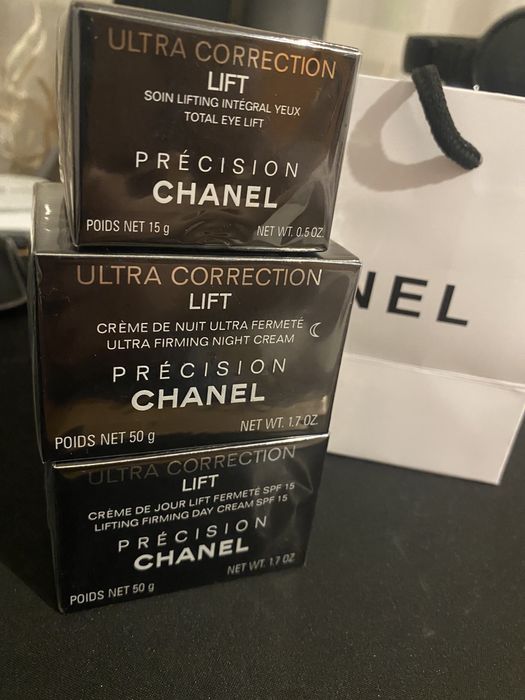 ULTRA CORRECTION
LIFT
SOIN LIFTING INTÉGRAL YEUX
TOTAL EYE LIFT
PRÉCISION
CHANEL
POIDS NET 15 g NET WT. 0.5 OZ.
ULTRA CORRECTION
LIFT
CRÈME DE NUIT ULTRA FERMETÉ
ULTRA FIRMING NIGHT CREAM
PRÉCISION
CHANEL
POIDS NET 50 g NET WT. 1.7 OZ.
ULTRA CORRECTION
LIFT
CRÈME DE JOUR LIFT FERMETÉ SPF 15
LIFTING FIRMING DAY CREAM SPF 15
PRÉCISION
CHANEL
POIDS NET 50 g NET WT. 1.7 OZ
NEL